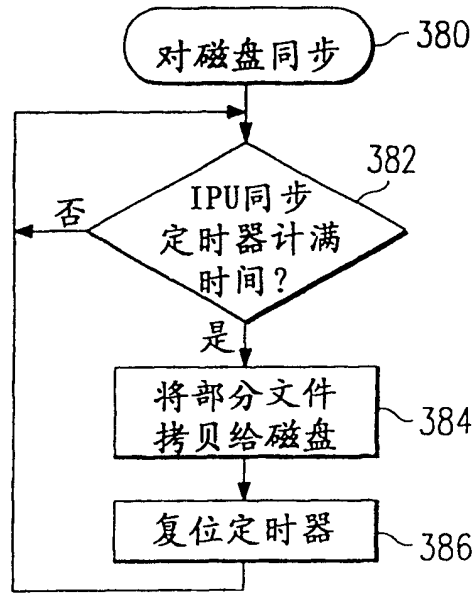 对磁盘同步
380
IPU同步
定时器计满
时间？
382
否
是
将部分文件
拷贝给磁盘
384
复位定时器
386